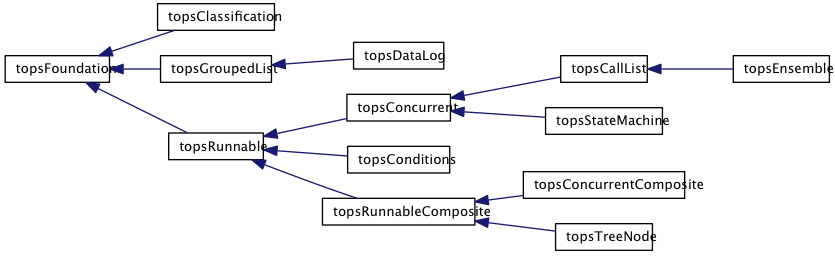 topsClassification
topsFoundation
topsGroupedList
topsDataLog
topsCallList
topsEnsemble
topsConcurrent
topsStateMachine
topsRunnable
topsConditions
topsConcurrentComposite
topsRunnableComposite
topsTreeNode